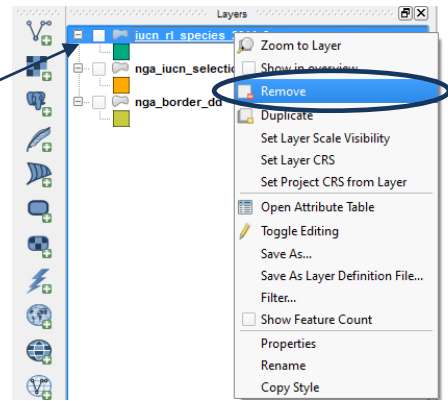 Layers
iucn_rl_species_2014_2
Zoom to Layer
Show in overview
nga_iucn_selectio
Remove
nga_border_dd
Duplicate
Set Layer Scale Visibility
Set Layer CRS
Set Project CRS from Layer
Open Attribute Table
Toggle Editing
Save As...
Save As Layer Definition File...
Filter...
Show Feature Count
Properties
Rename
Copy Style